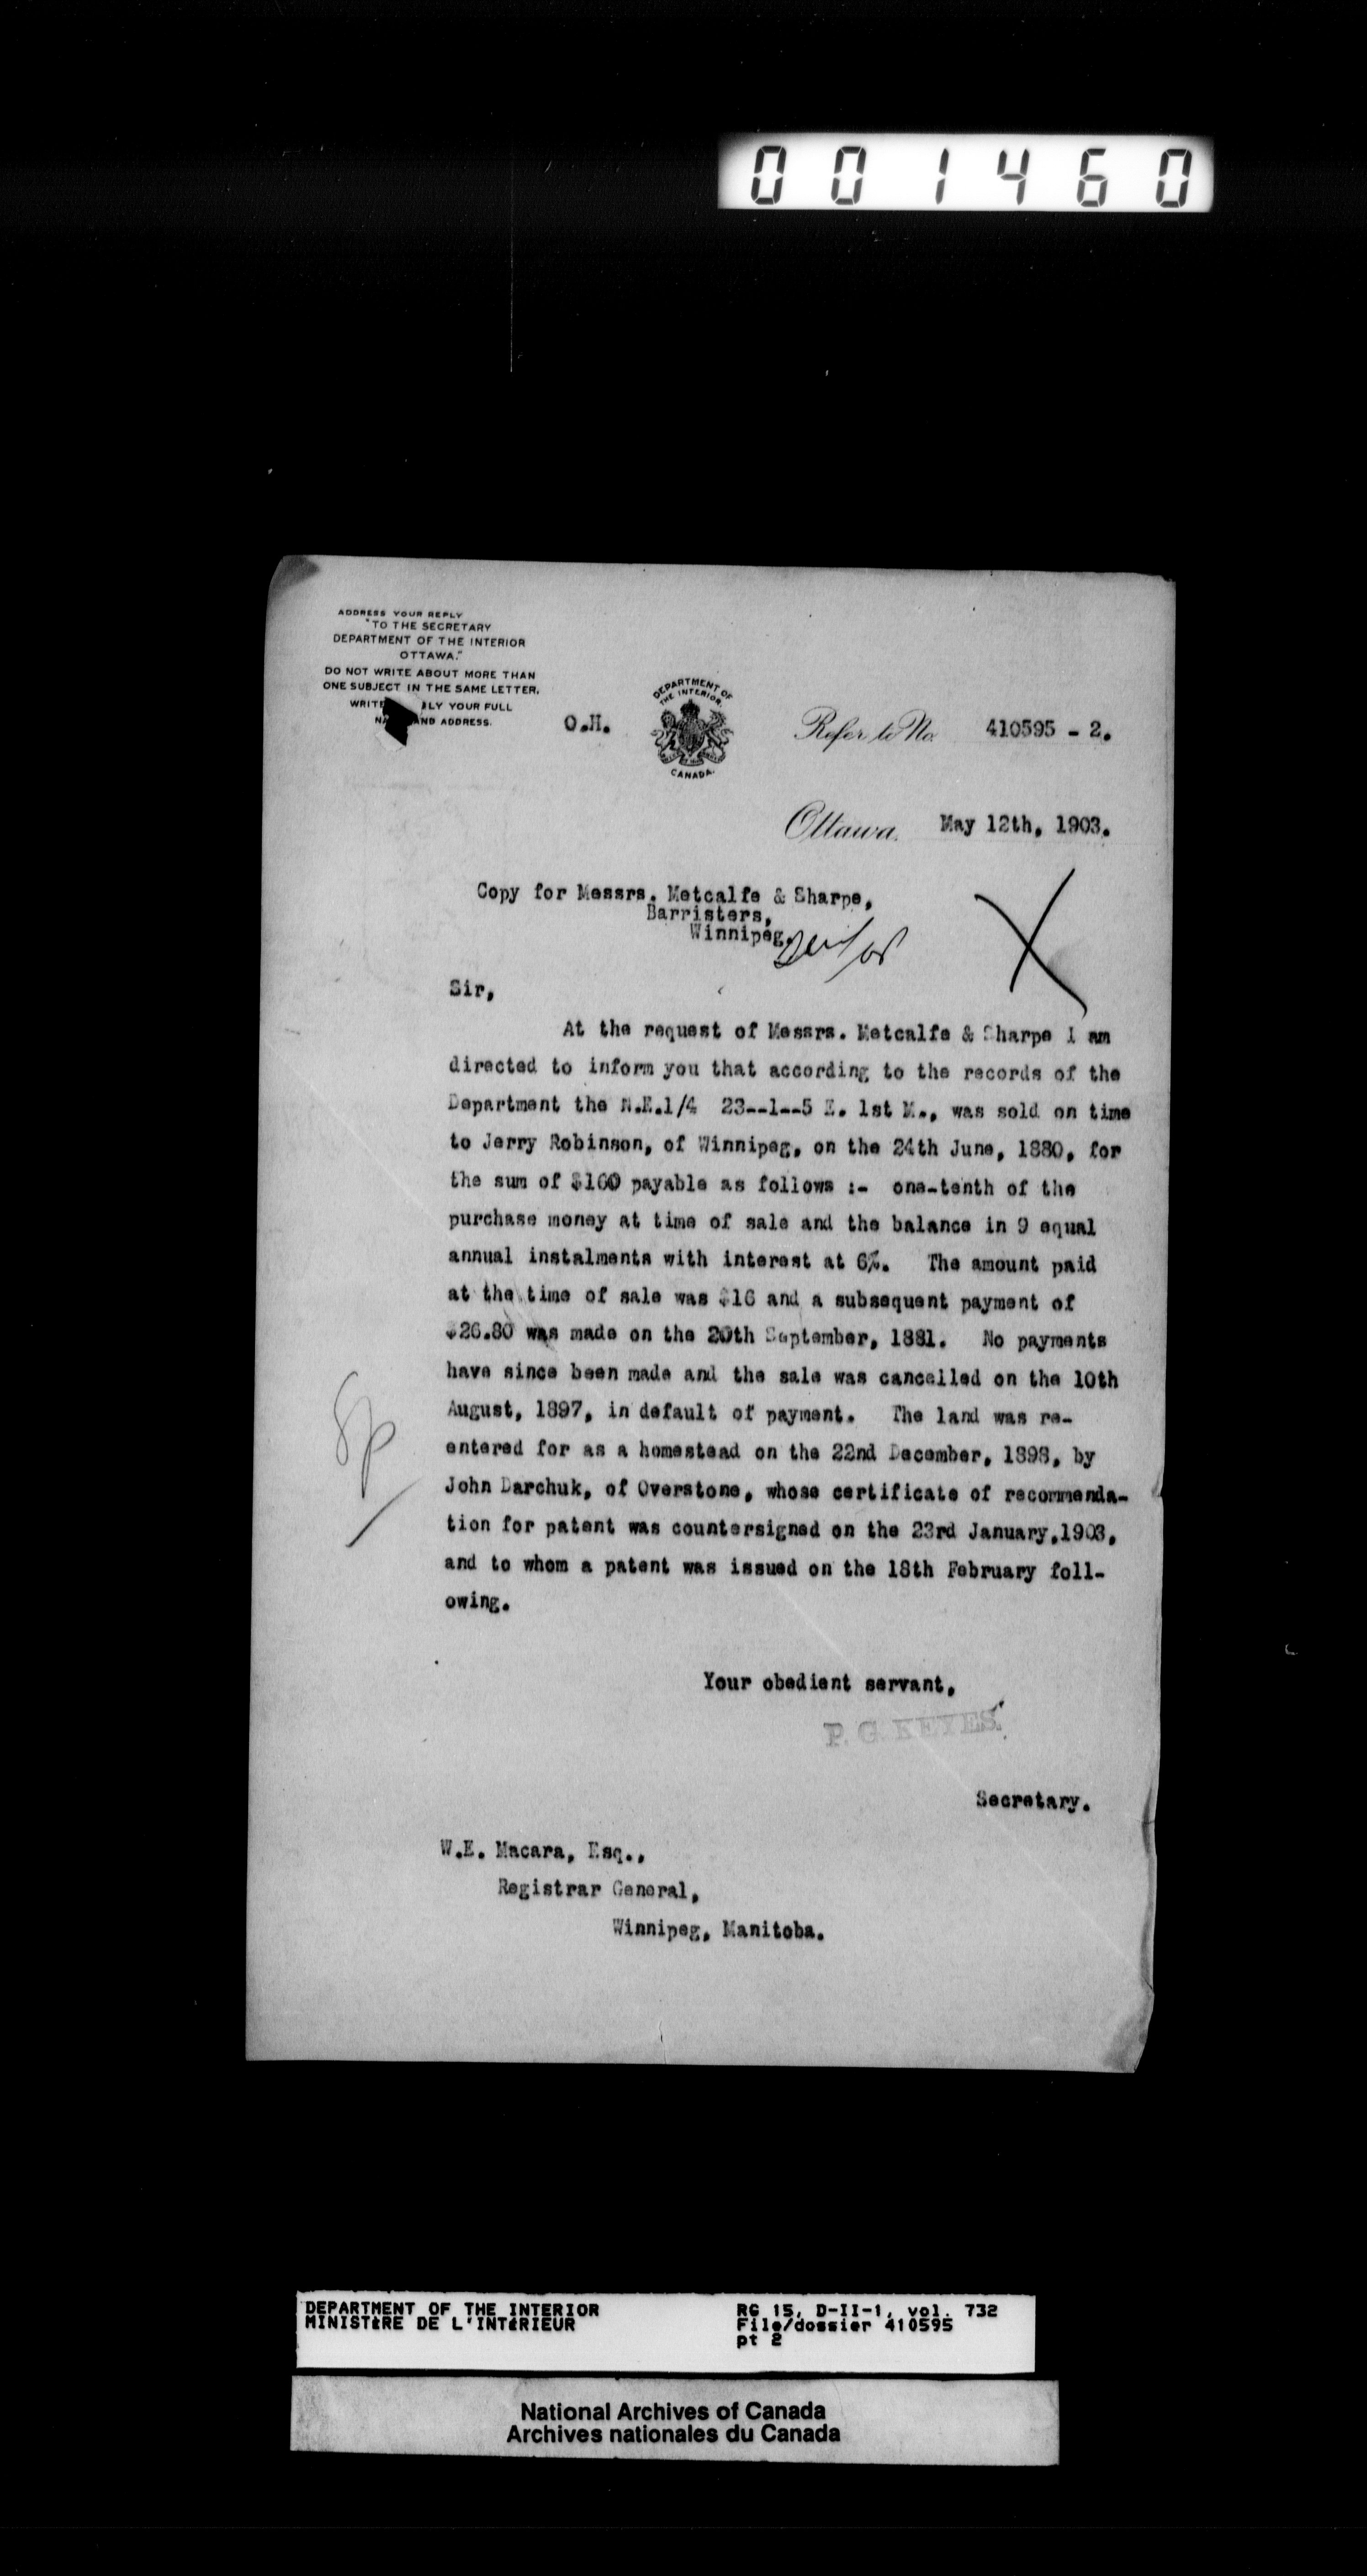 001460
ADDRESS YOUR REPLY
"TO THE SECRETARY
DEPARTMENT OF THE INTERIOR
OTTAWA."
DO NOT WRITE ABOUT MORE THAN
ONE SUBJECT IN THE SAME LETTER.
WRITE YOUR FULL
AND ADDRESS.
O.H.
DEPARTMENT OF
THE INTERIOR.
CANADA.
Refer to No. 410595 - 2.
Ottawa, May 12th, 1903.
Copy for Messrs. Metcalfe & Sharpe,
Barristers,
Winnipeg.
Sir,
At the request of Messrs. Metcalfe & Sharpe I am
directed to inform you that according to the records of the
Department the N.E.1/4 23--1--5 E. 1st M., was sold on time
to Jerry Robinson, of Winnipeg, on the 24th June, 1880, for
the sum of $160 payable as follows :- one-tenth of the
purchase money at time of sale and the balance in 9 equal
annual instalments with interest at 6%. The amount paid
at the time of sale was $16 and a subsequent payment of
$26.80 was made on the 20th September, 1881. No payments
have since been made and the sale was cancelled on the 10th
August, 1897, in default of payment. The land was re-
entered for as a homestead on the 22nd December, 1898, by
John Darchuk, of Overstone, whose certificate of recommenda-
tion for patent was countersigned on the 23rd January,1903,
and to whom a patent was issued on the 18th February foll-
owing.
Your obedient servant,
P. G. KEYES.
Secretary.
W.E. Macara, Esq.,
Registrar General,
Winnipeg, Manitoba.
DEPARTMENT OF THE INTERIOR
MINISTÈRE DE L'INTÉRIEUR
RG 15, D-II-1, vol. 732
File/dossier 410595
pt 2
National Archives of Canada
Archives nationales du Canada